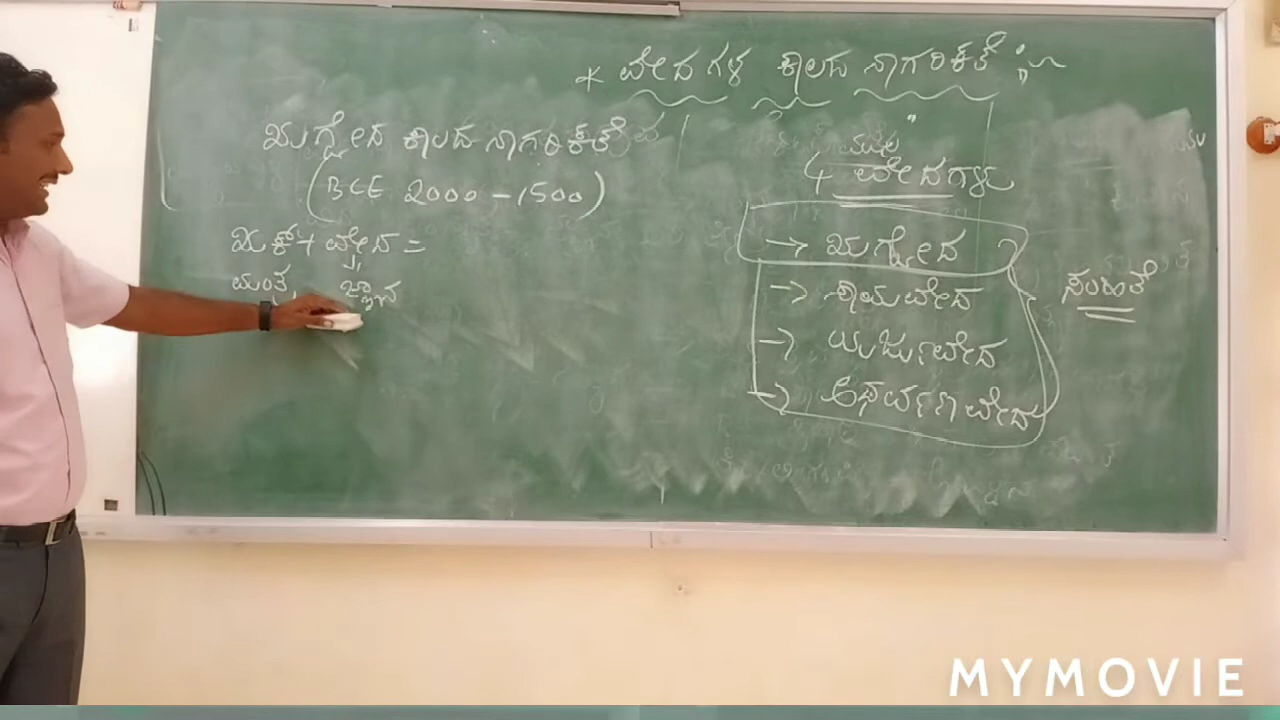 * ವೇದಗಳ ಕಾಲದ ನಾಗರಿಕತೆ :~
ಋಗ್ವೇದ ಕಾಲದ ನಾಗರಿಕತೆ
(BCE 2000 - 1500)
ಋಕ್ + ವೇದ =
ಮಂತ್ರ ಜ್ಞಾನ
4 ವೇದಗಳು
→ ಋಗ್ವೇದ
→ ಸಾಮವೇದ
→ ಯಜುರ್ವೇದ
→ ಅಥರ್ವಣ ವೇದ
ಸಂಹಿತೆ
MYMOVIE